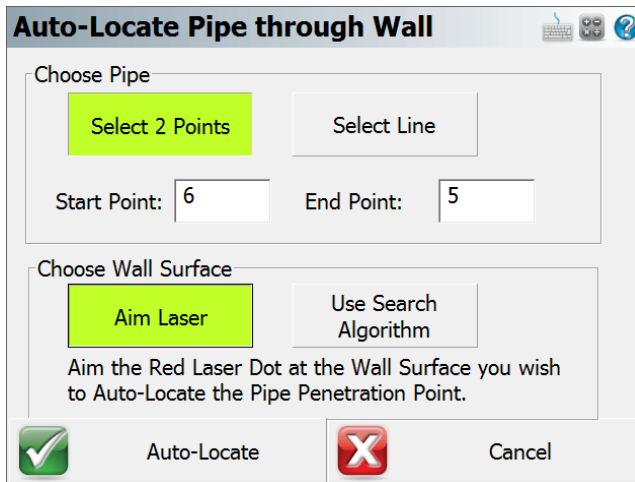 Auto-Locate Pipe through Wall
Choose Pipe
Select 2 Points
Select Line
Start Point: 6
End Point: 5
Choose Wall Surface
Aim Laser
Use Search
Algorithm
Aim the Red Laser Dot at the Wall Surface you wish
to Auto-Locate the Pipe Penetration Point.
Auto-Locate
Cancel